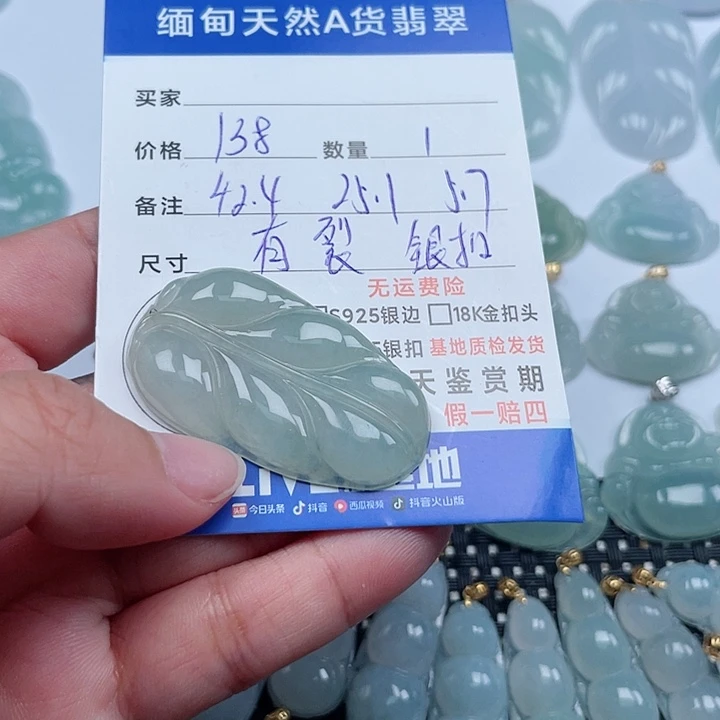 缅甸天然A货翡翠
买家
价格 138 数量 1
备注 42.4 25.1 5.7
尺寸 有裂 银扣
无运费险
S925银边 18K金扣头
银扣 基地质检发货
天鉴赏期
假一赔四
地
今日头条 抖音 西瓜视频 抖音火山版